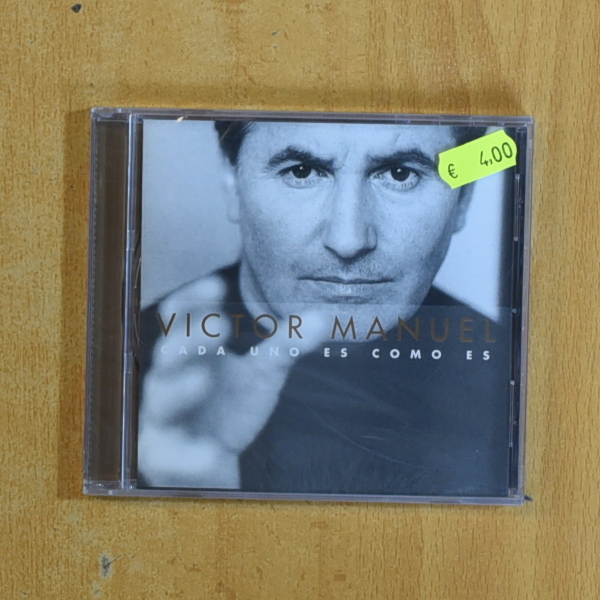 € 4,00
VICTOR MANUEL
CADA UNO ES COMO ES